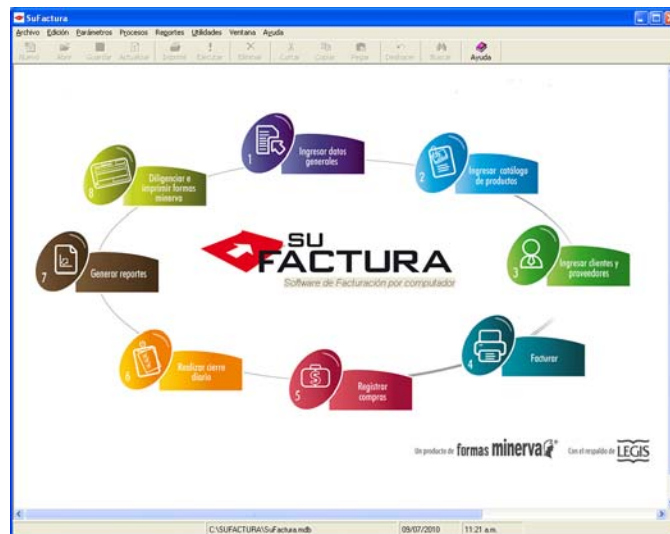 SuFactura
Archivo Edición Parámetros Procesos Reportes Utilidades Ventana Ayuda
Nuevo Abrir Guardar Actualizar Imprimir Ejecutar Eliminar Cortar Copiar Pegar Deshacer Buscar Ayuda
1
Ingresar datos
generales
2
Ingresar catálogo
de productos
3
Ingresar clientes y
proveedores
4
Facturar
5
Registrar
compras
6
Realizar cierre
diario
7
Generar reportes
8
Diligenciar e
imprimir formas
minerva
SU
FACTURA
Software de Facturación por computador
Un producto de formas minerva Con el respaldo de LEGIS
C:\SUFACTURA\SuFactura.mdb 09/07/2010 11:21 a.m.